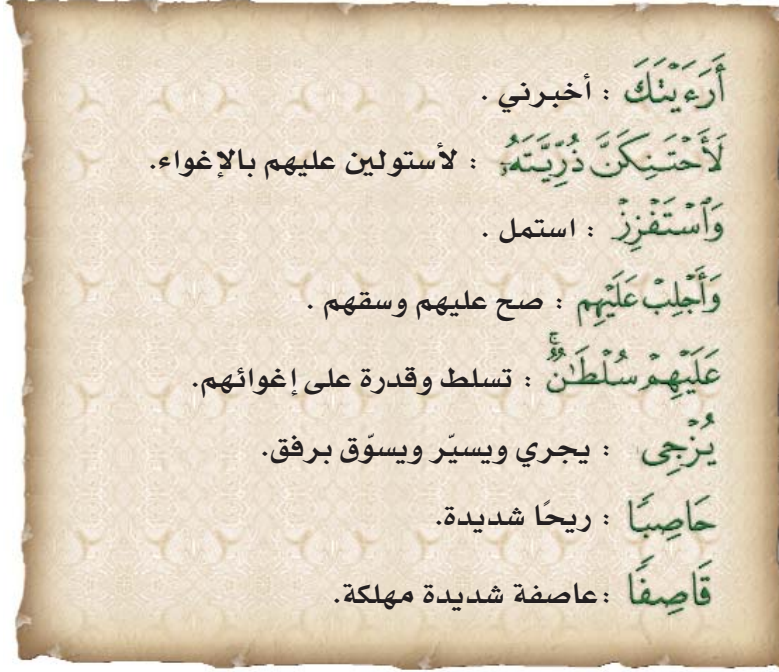 أَرَءَيْتَكَ : أخبرني .
لَأَحْتَنِكَنَّ ذُرِّيَّتَهُۥٓ : لأستولين عليهم بالإغواء.
وَٱسْتَفْزِزْ : استمل .
وَأَجْلِبْ عَلَيْهِم : صح عليهم وسقهم .
عَلَيْهِمْ سُلْطَـٰنٌۚ : تسلط وقدرة على إغوائهم.
يُزْجِى : يجري ويسيّر ويسوّق برفق.
حَاصِبًا : ريحًا شديدة.
قَاصِفًا : عاصفة شديدة مهلكة.